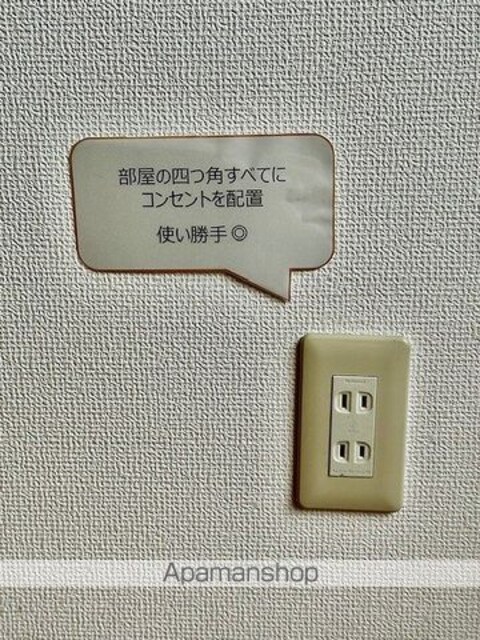 部屋の四つ角すべてに
コンセントを配置
使い勝手◎
Apamanshop